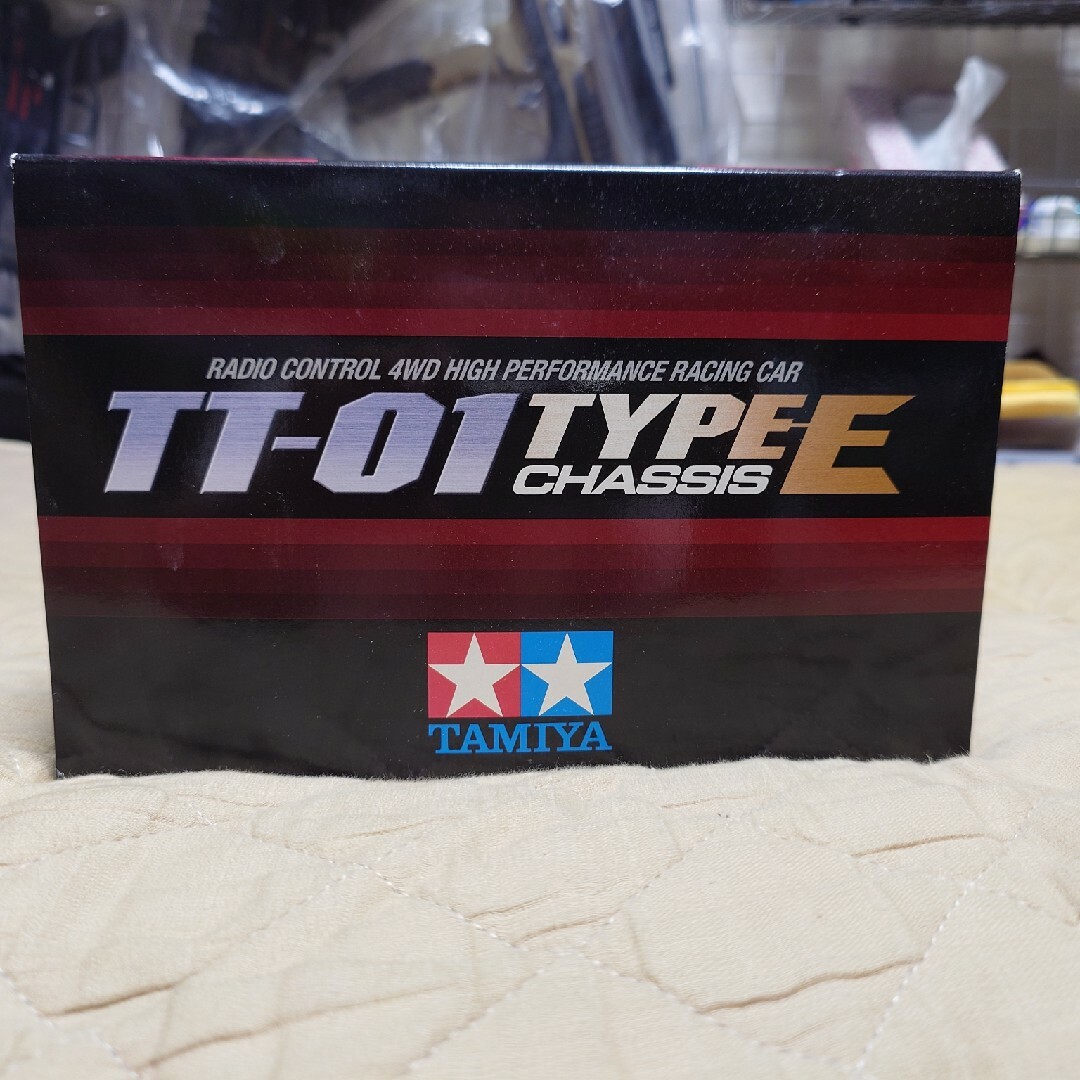 RADIO CONTROL 4WD HIGH PERFORMANCE RACING CAR
TT-01 TYPE-E
CHASSIS
TAMIYA